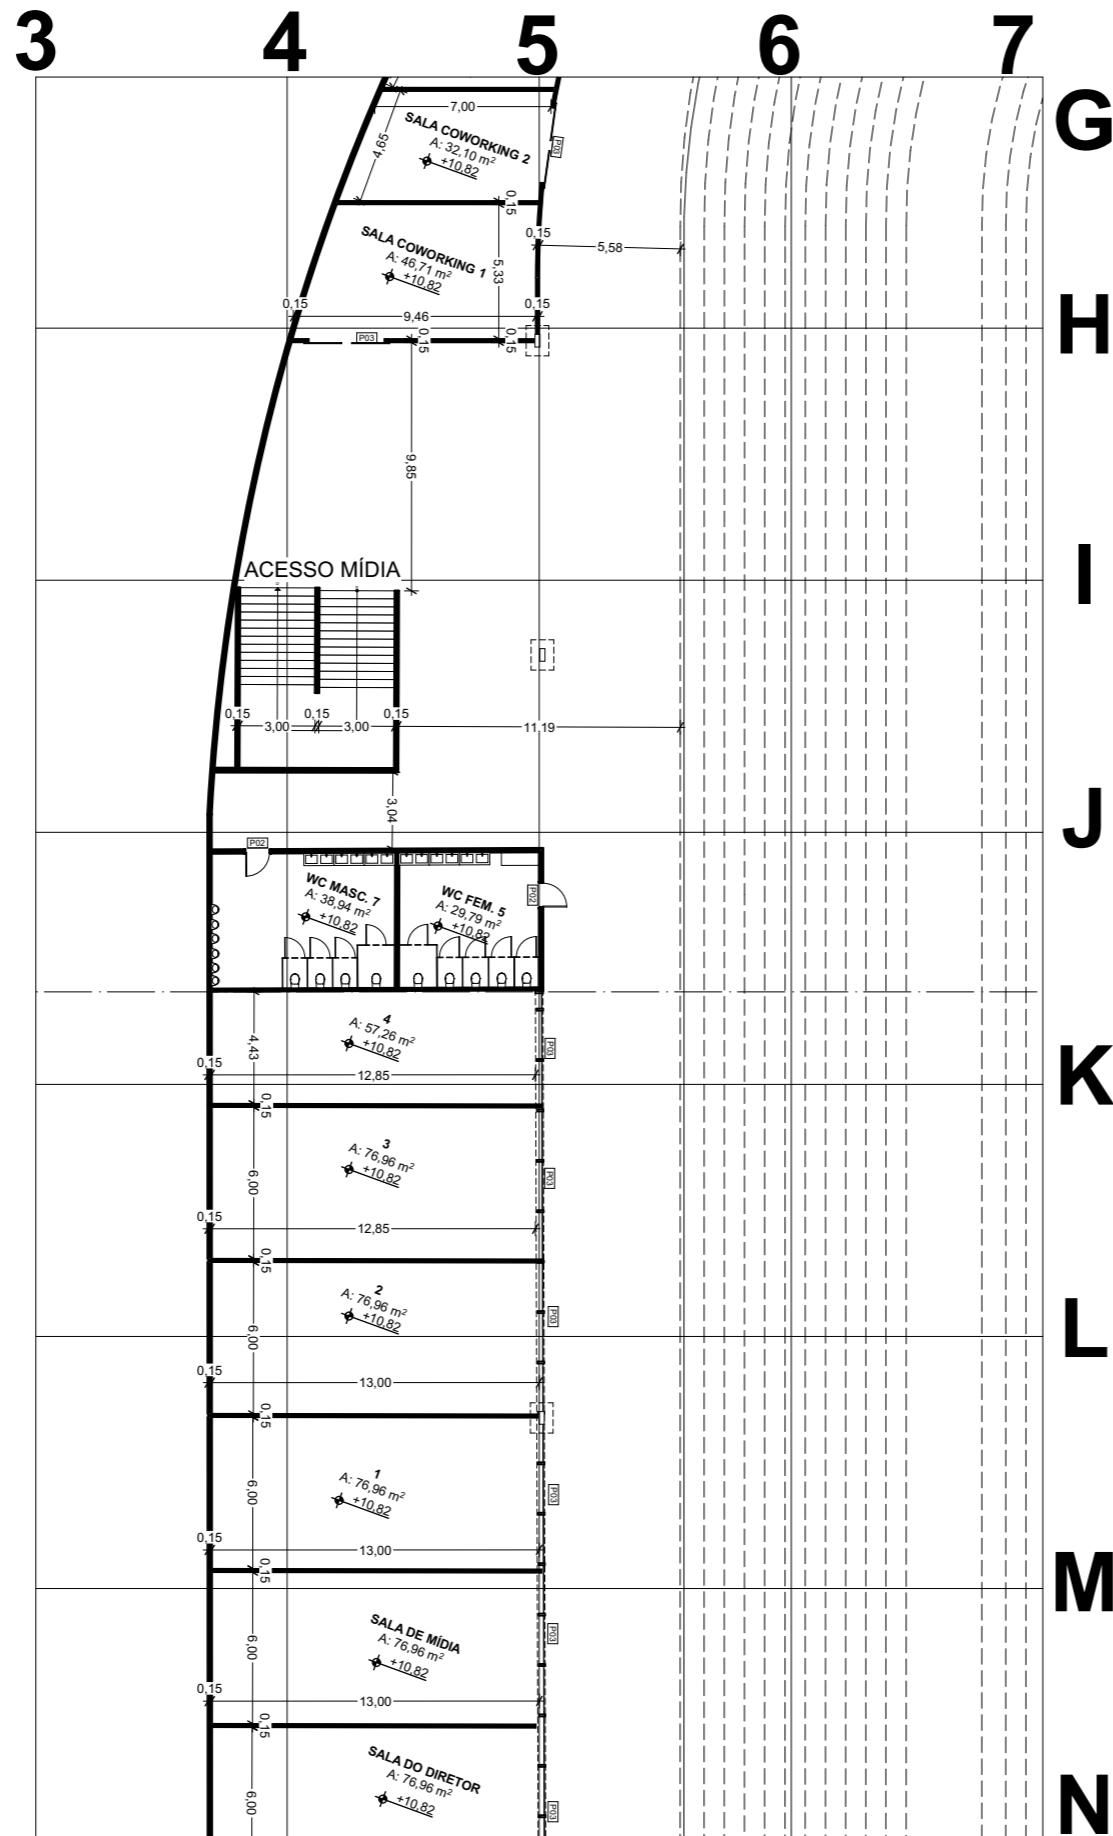 3 4 5 6 7
G
7,00
4,65
SALA COWORKING 2
A: 32,10 m²
+10,82
P03
0,15
0,15
5,58
SALA COWORKING 1
A: 46,71 m²
+10,82
5,33
0,15
0,15
9,46
H
P03
0,15
0,15
9,85
I
ACESSO MÍDIA
0,15
3,00
0,15
3,00
0,15
11,19
3,04
J
P02
WC MASC. 7
A: 38,94 m²
+10,82
WC FEM. 5
A: 29,79 m²
+10,82
P02
4
A: 57,26 m²
+10,82
4,43
P03
0,15
12,85
K
0,15
3
A: 76,96 m²
+10,82
6,00
P03
0,15
12,85
0,15
2
A: 76,96 m²
+10,82
6,00
P03
L
0,15
13,00
0,15
1
A: 76,96 m²
+10,82
6,00
P03
0,15
13,00
0,15
M
SALA DE MÍDIA
A: 76,96 m²
+10,82
6,00
P03
0,15
13,00
0,15
SALA DO DIRETOR
A: 76,96 m²
+10,82
6,00
P03
N